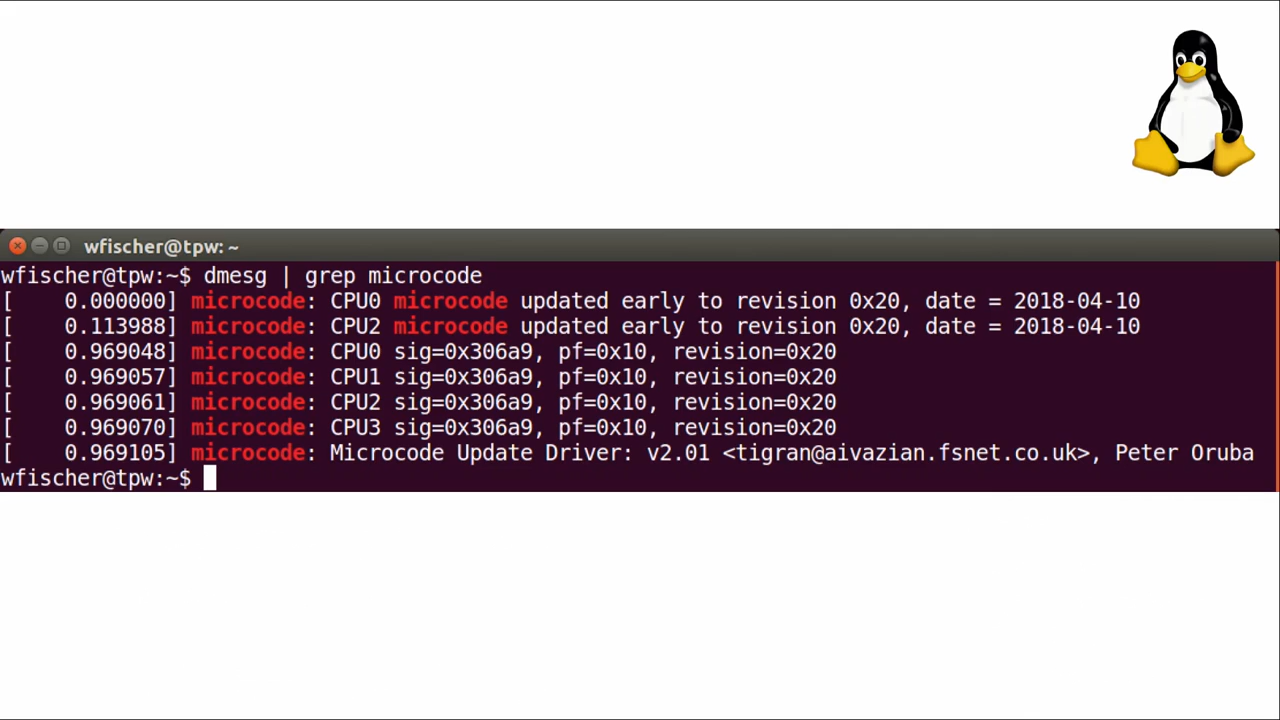 wfischer@tpw: ~
wfischer@tpw:~$ dmesg | grep microcode
[    0.000000] microcode: CPU0 microcode updated early to revision 0x20, date = 2018-04-10
[    0.113988] microcode: CPU2 microcode updated early to revision 0x20, date = 2018-04-10
[    0.969048] microcode: CPU0 sig=0x306a9, pf=0x10, revision=0x20
[    0.969057] microcode: CPU1 sig=0x306a9, pf=0x10, revision=0x20
[    0.969061] microcode: CPU2 sig=0x306a9, pf=0x10, revision=0x20
[    0.969070] microcode: CPU3 sig=0x306a9, pf=0x10, revision=0x20
[    0.969105] microcode: Microcode Update Driver: v2.01 <tigran@aivazian.fsnet.co.uk>, Peter Oruba
wfischer@tpw:~$